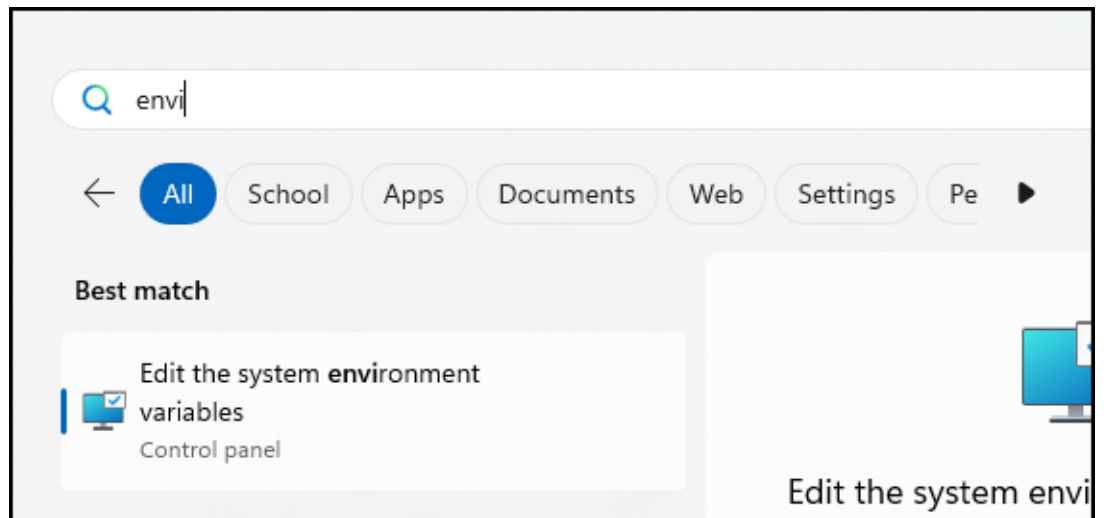 envi
All School Apps Documents Web Settings Pe
Best match
Edit the system environment
variables
Control panel
Edit the system envi